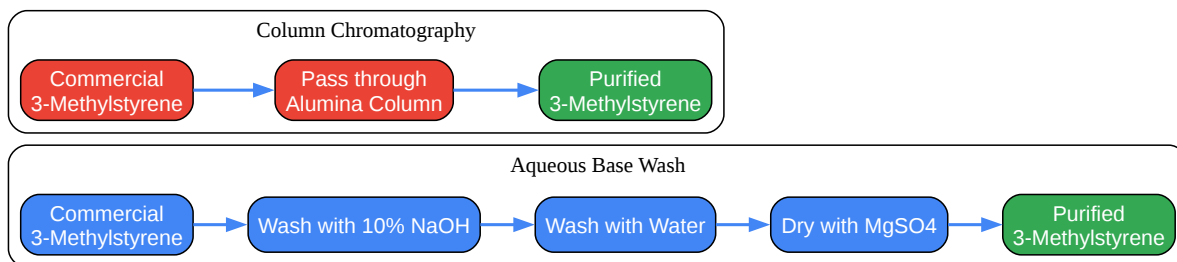 Column Chromatography
Commercial
3-Methylstyrene
Pass through
Alumina Column
Purified
3-Methylstyrene
Aqueous Base Wash
Commercial
3-Methylstyrene
Wash with 10% NaOH
Wash with Water
Dry with MgSO4
Purified
3-Methylstyrene